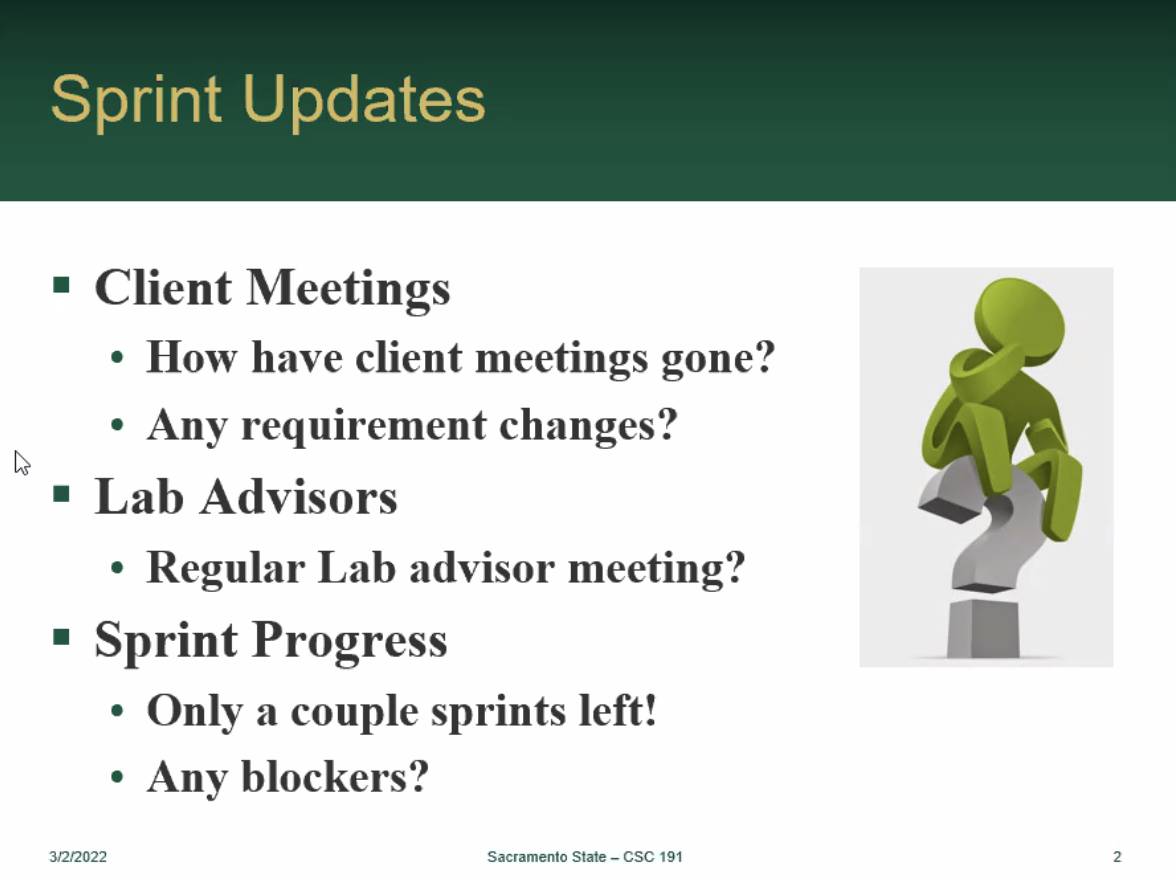 Sprint Updates
▪ Client Meetings
• How have client meetings gone?
• Any requirement changes?
▪ Lab Advisors
• Regular Lab advisor meeting?
▪ Sprint Progress
• Only a couple sprints left!
• Any blockers?
3/2/2022
Sacramento State – CSC 191
2